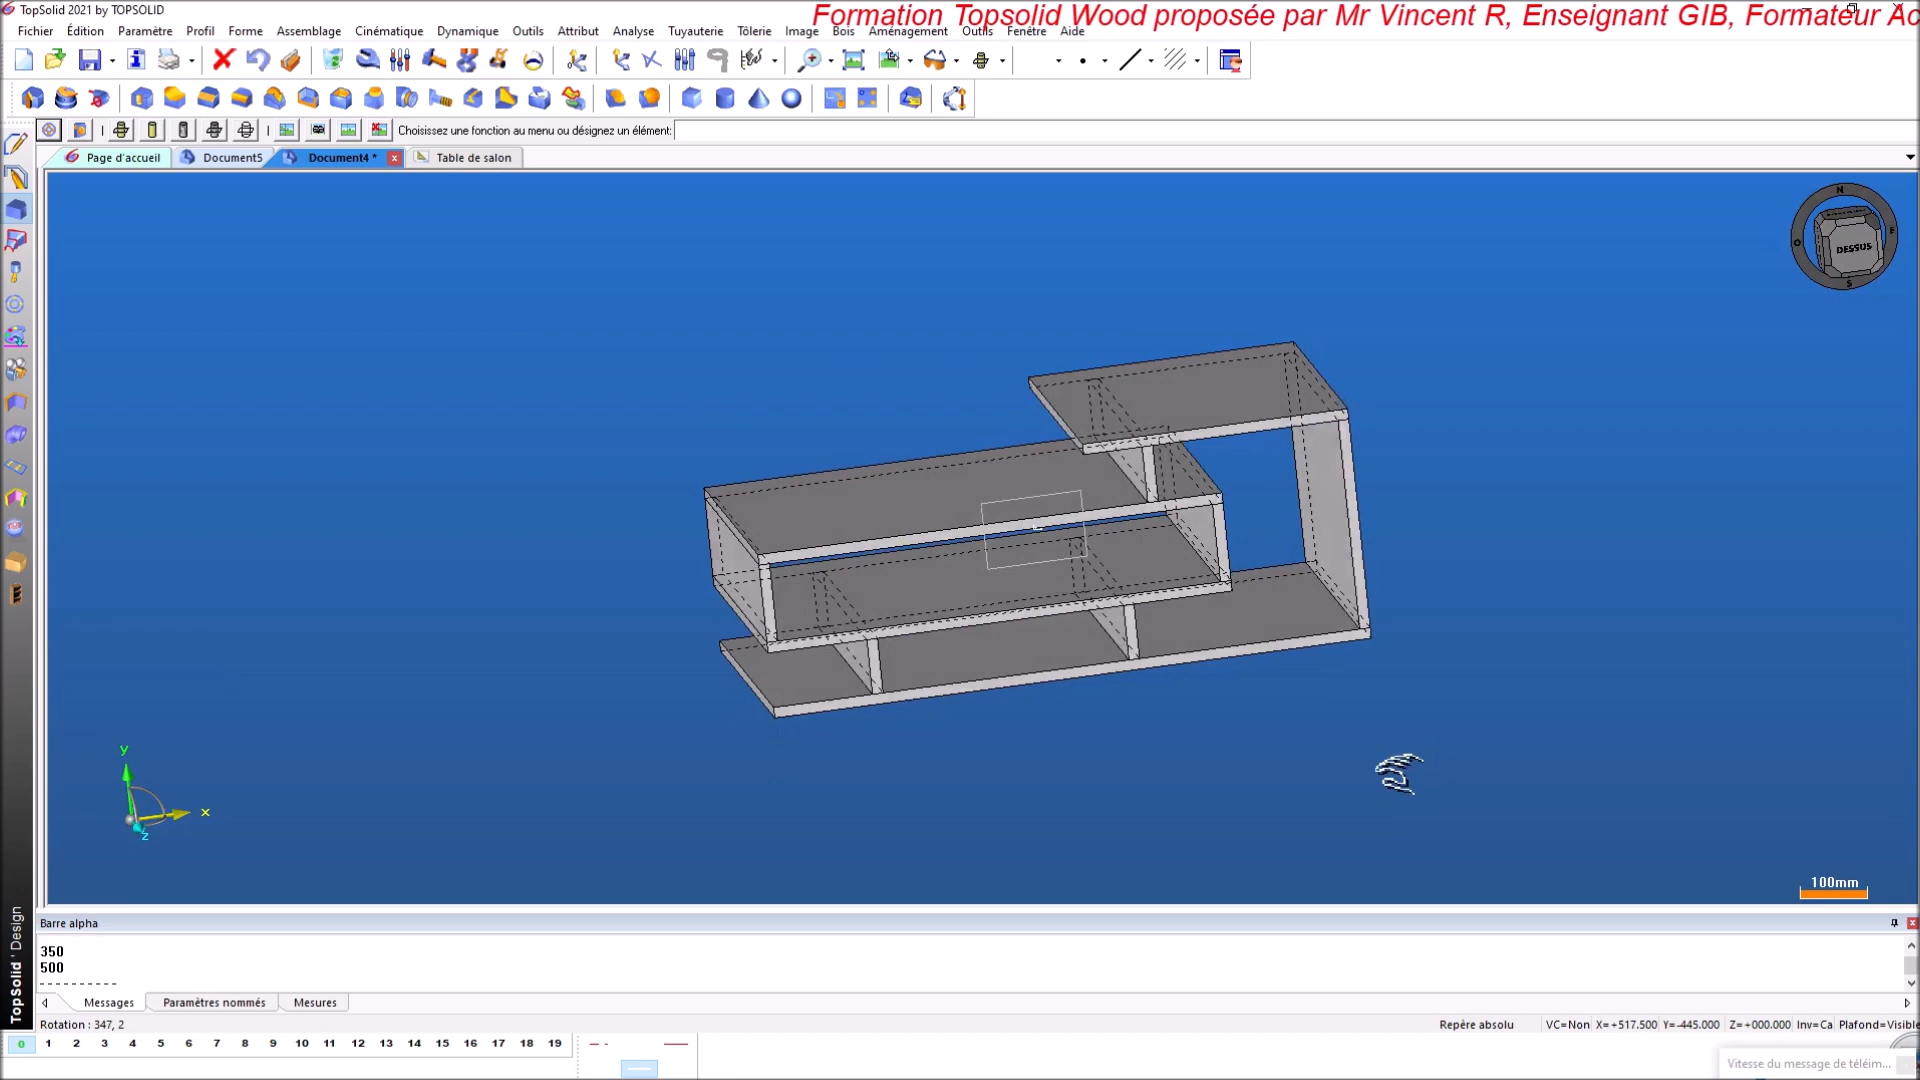 TopSolid 2021 by TOPSOLID
Formation Topsolid Wood proposée par Mr Vincent R, Enseignant GIB, Formateur Ac
Fichier Édition Paramètre Profil Forme Assemblage Cinématique Dynamique Outils Attribut Analyse Tuyauterie Tôlerie Image Bois Aménagement Outils Fenêtre Aide
Choisissez une fonction au menu ou désignez un élément:
Page d'accueil Document5 Document4 * Table de salon
N
O
E
DESSUS
S
y
x
z
100mm
Barre alpha
350
500
Messages Paramètres nommés Mesures
Rotation : 347, 2
Repère absolu VC=Non X=+517.500 Y=-445.000 Z=+000.000 Inv=Ca Plafond=Visible
0 1 2 3 4 5 6 7 8 9 10 11 12 13 14 15 16 17 18 19
Vitesse du message de téléim...
TopSolid ' Design